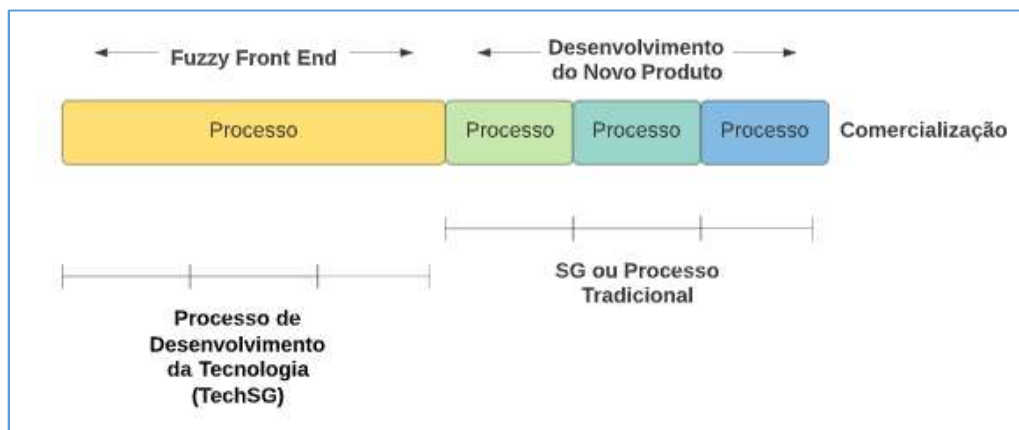 Fuzzy Front End
Desenvolvimento
do Novo Produto
Processo
Processo
Processo
Processo
Comercialização
SG ou Processo
Tradicional
Processo de
Desenvolvimento
da Tecnologia
(TechSG)